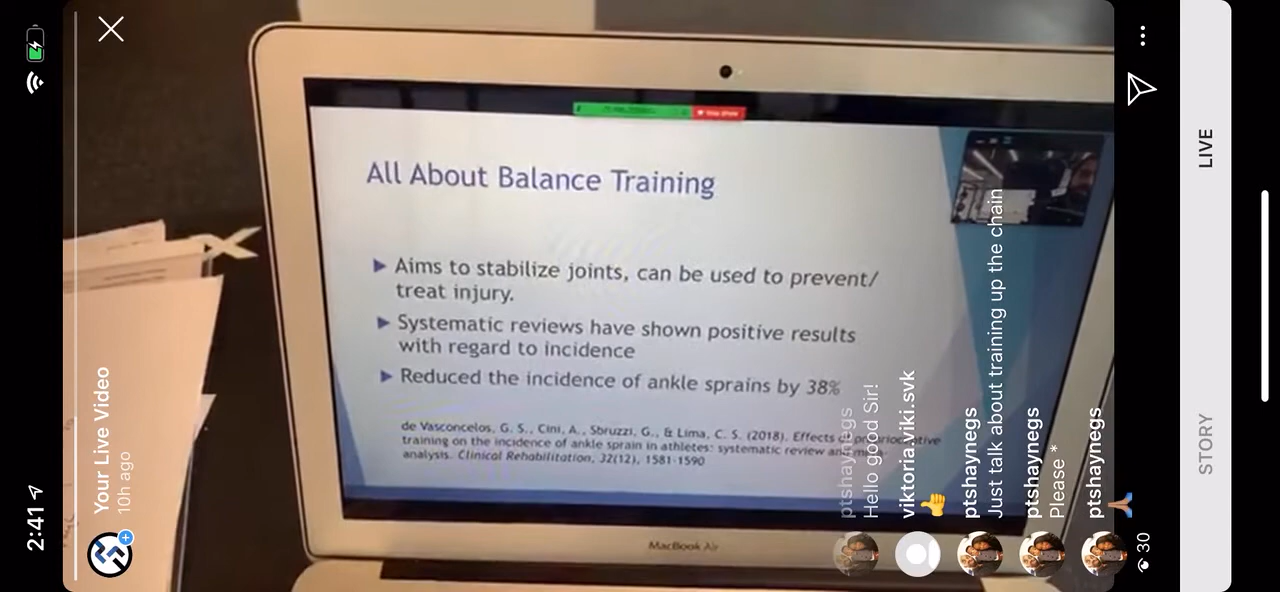 2:41
Your Live Video
10h ago
All About Balance Training
Aims to stabilize joints, can be used to prevent/
treat injury.
Systematic reviews have shown positive results
with regard to incidence
Reduced the incidence of ankle sprains by 38%
de Vasconcelos, G. S., Cini, A., Sbruzzi, G., & Lima, C. S. (2018). Effects of proprioceptive
training on the incidence of ankle sprain in athletes: systematic review and meta-
analysis. Clinical Rehabilitation, 32(12), 1581-1590
MacBook Air
ptshaynegs
Hello good Sir!
viktoria.viki.svk
👍
ptshaynegs
Just talk about training up the chain
ptshaynegs
Please *
ptshaynegs
30
STORY
LIVE